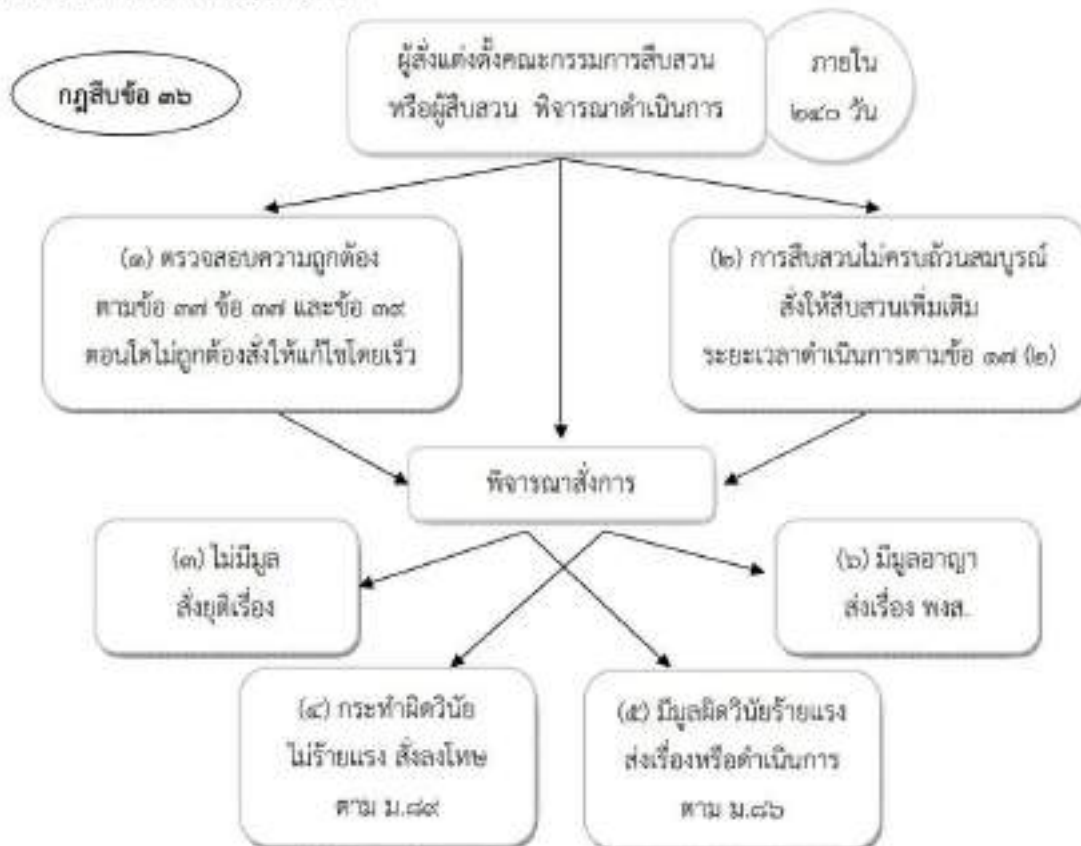 กฎสืบข้อ ๓๖
ผู้สั่งแต่งตั้งคณะกรรมการสืบสวน
หรือผู้สืบสวน พิจารณาดำเนินการ
ภายใน
๒๔๐ วัน
(๑) ตรวจสอบความถูกต้อง
ตามข้อ ๓๗ ข้อ ๓๗ และข้อ ๓๙
ตอนใดไม่ถูกต้องสั่งให้แก้ไขโดยเร็ว
(๒) การสืบสวนไม่ครบถ้วนสมบูรณ์
สั่งให้สืบสวนเพิ่มเติม
ระยะเวลาดำเนินการตามข้อ ๑๗ (๒)
พิจารณาสั่งการ
(๓) ไม่มีมูล
สั่งยุติเรื่อง
(๖) มีมูลอาญา
ส่งเรื่อง พงส.
(๔) กระทำผิดวินัย
ไม่ร้ายแรง สั่งลงโทษ
ตาม ม.๘๙
(๕) มีมูลผิดวินัยร้ายแรง
ส่งเรื่องหรือดำเนินการ
ตาม ม.๘๖